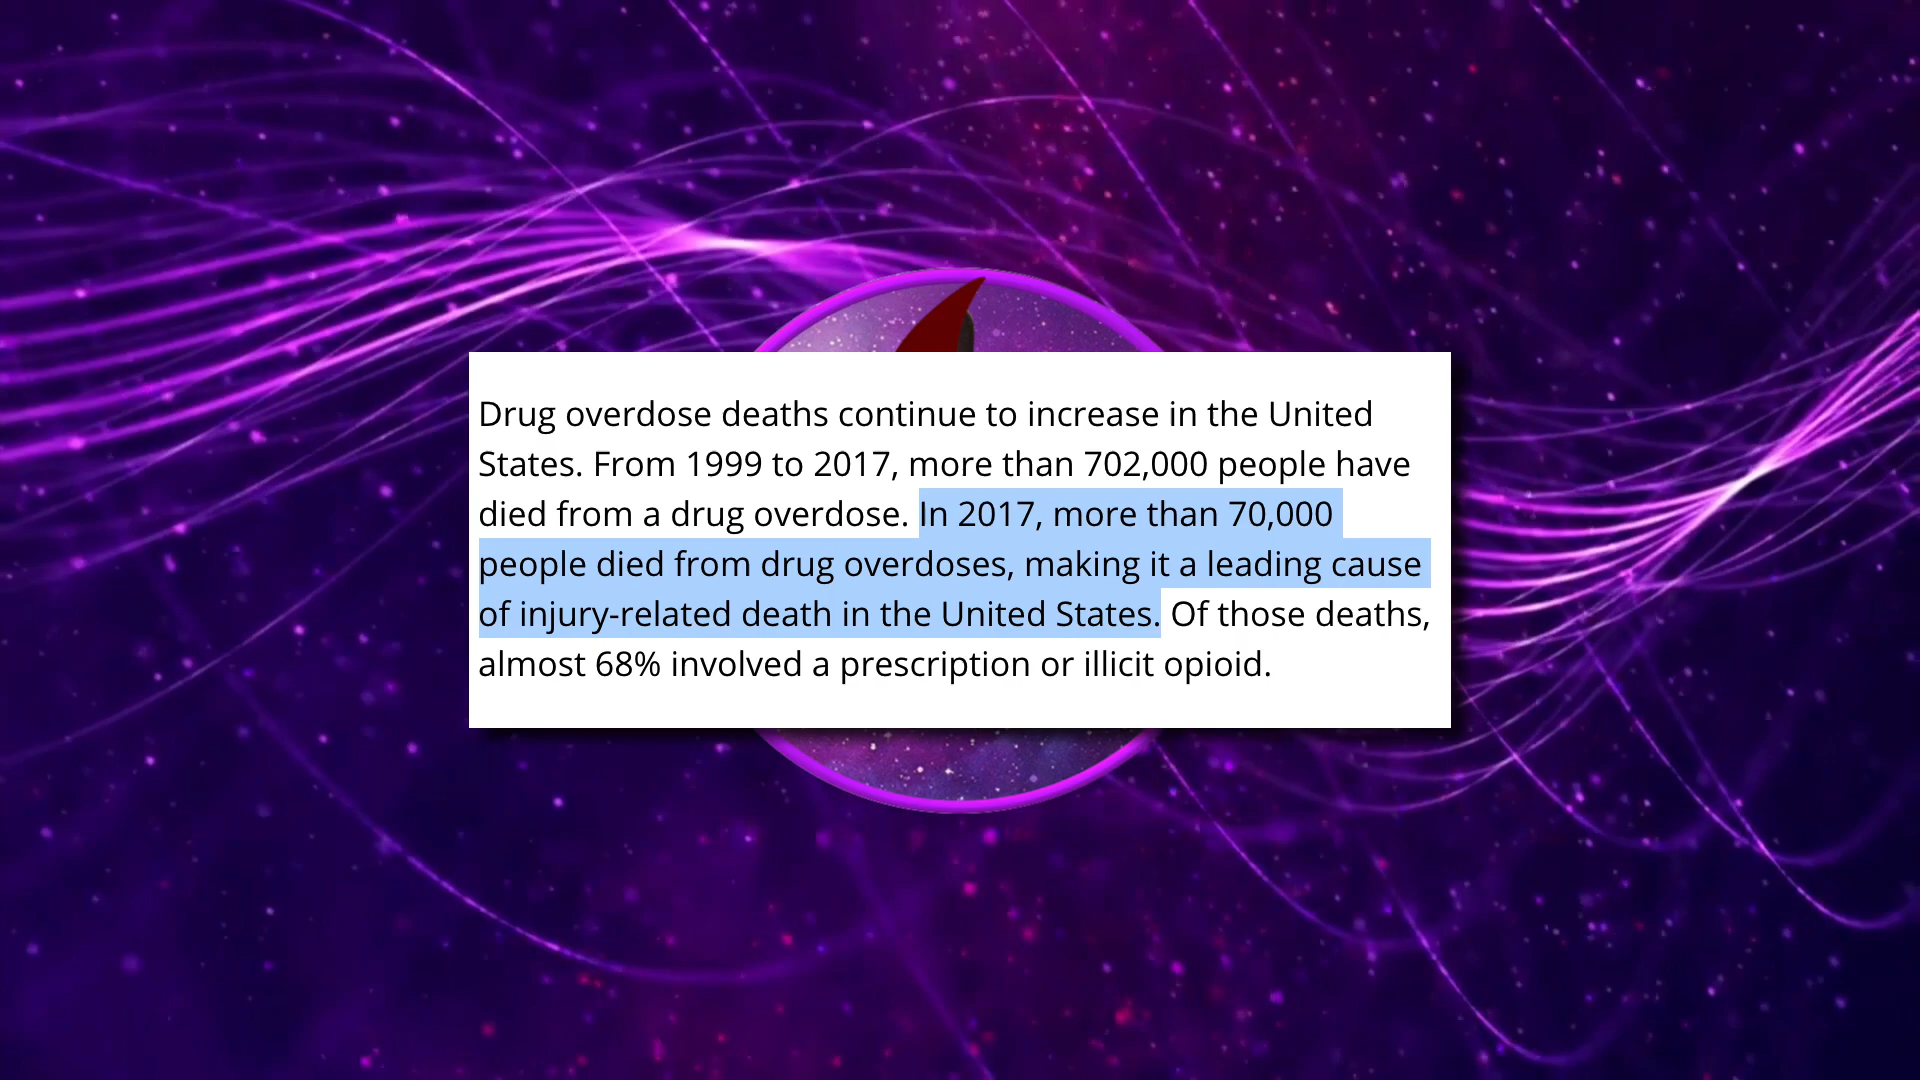 Drug overdose deaths continue to increase in the United
States. From 1999 to 2017, more than 702,000 people have
died from a drug overdose. In 2017, more than 70,000
people died from drug overdoses, making it a leading cause
of injury-related death in the United States. Of those deaths,
almost 68% involved a prescription or illicit opioid.